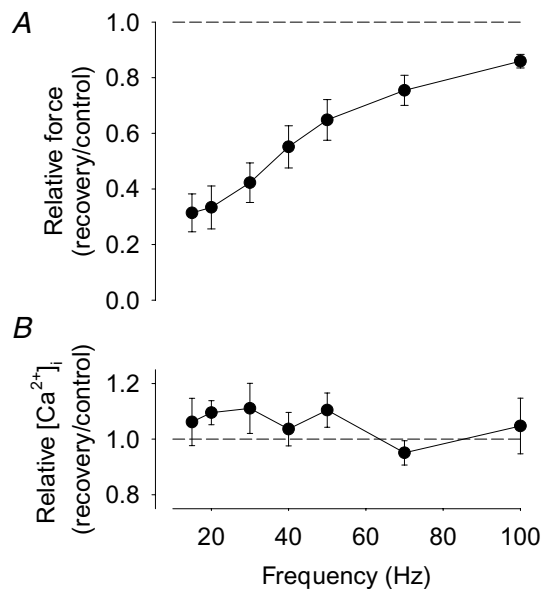 A
1.0
0.8
0.6
0.4
0.2
0.0
Relative force
(recovery/control)
B
1.2
1.0
0.8
Relative [Ca²⁺]ᵢ
(recovery/control)
20 40 60 80 100
Frequency (Hz)